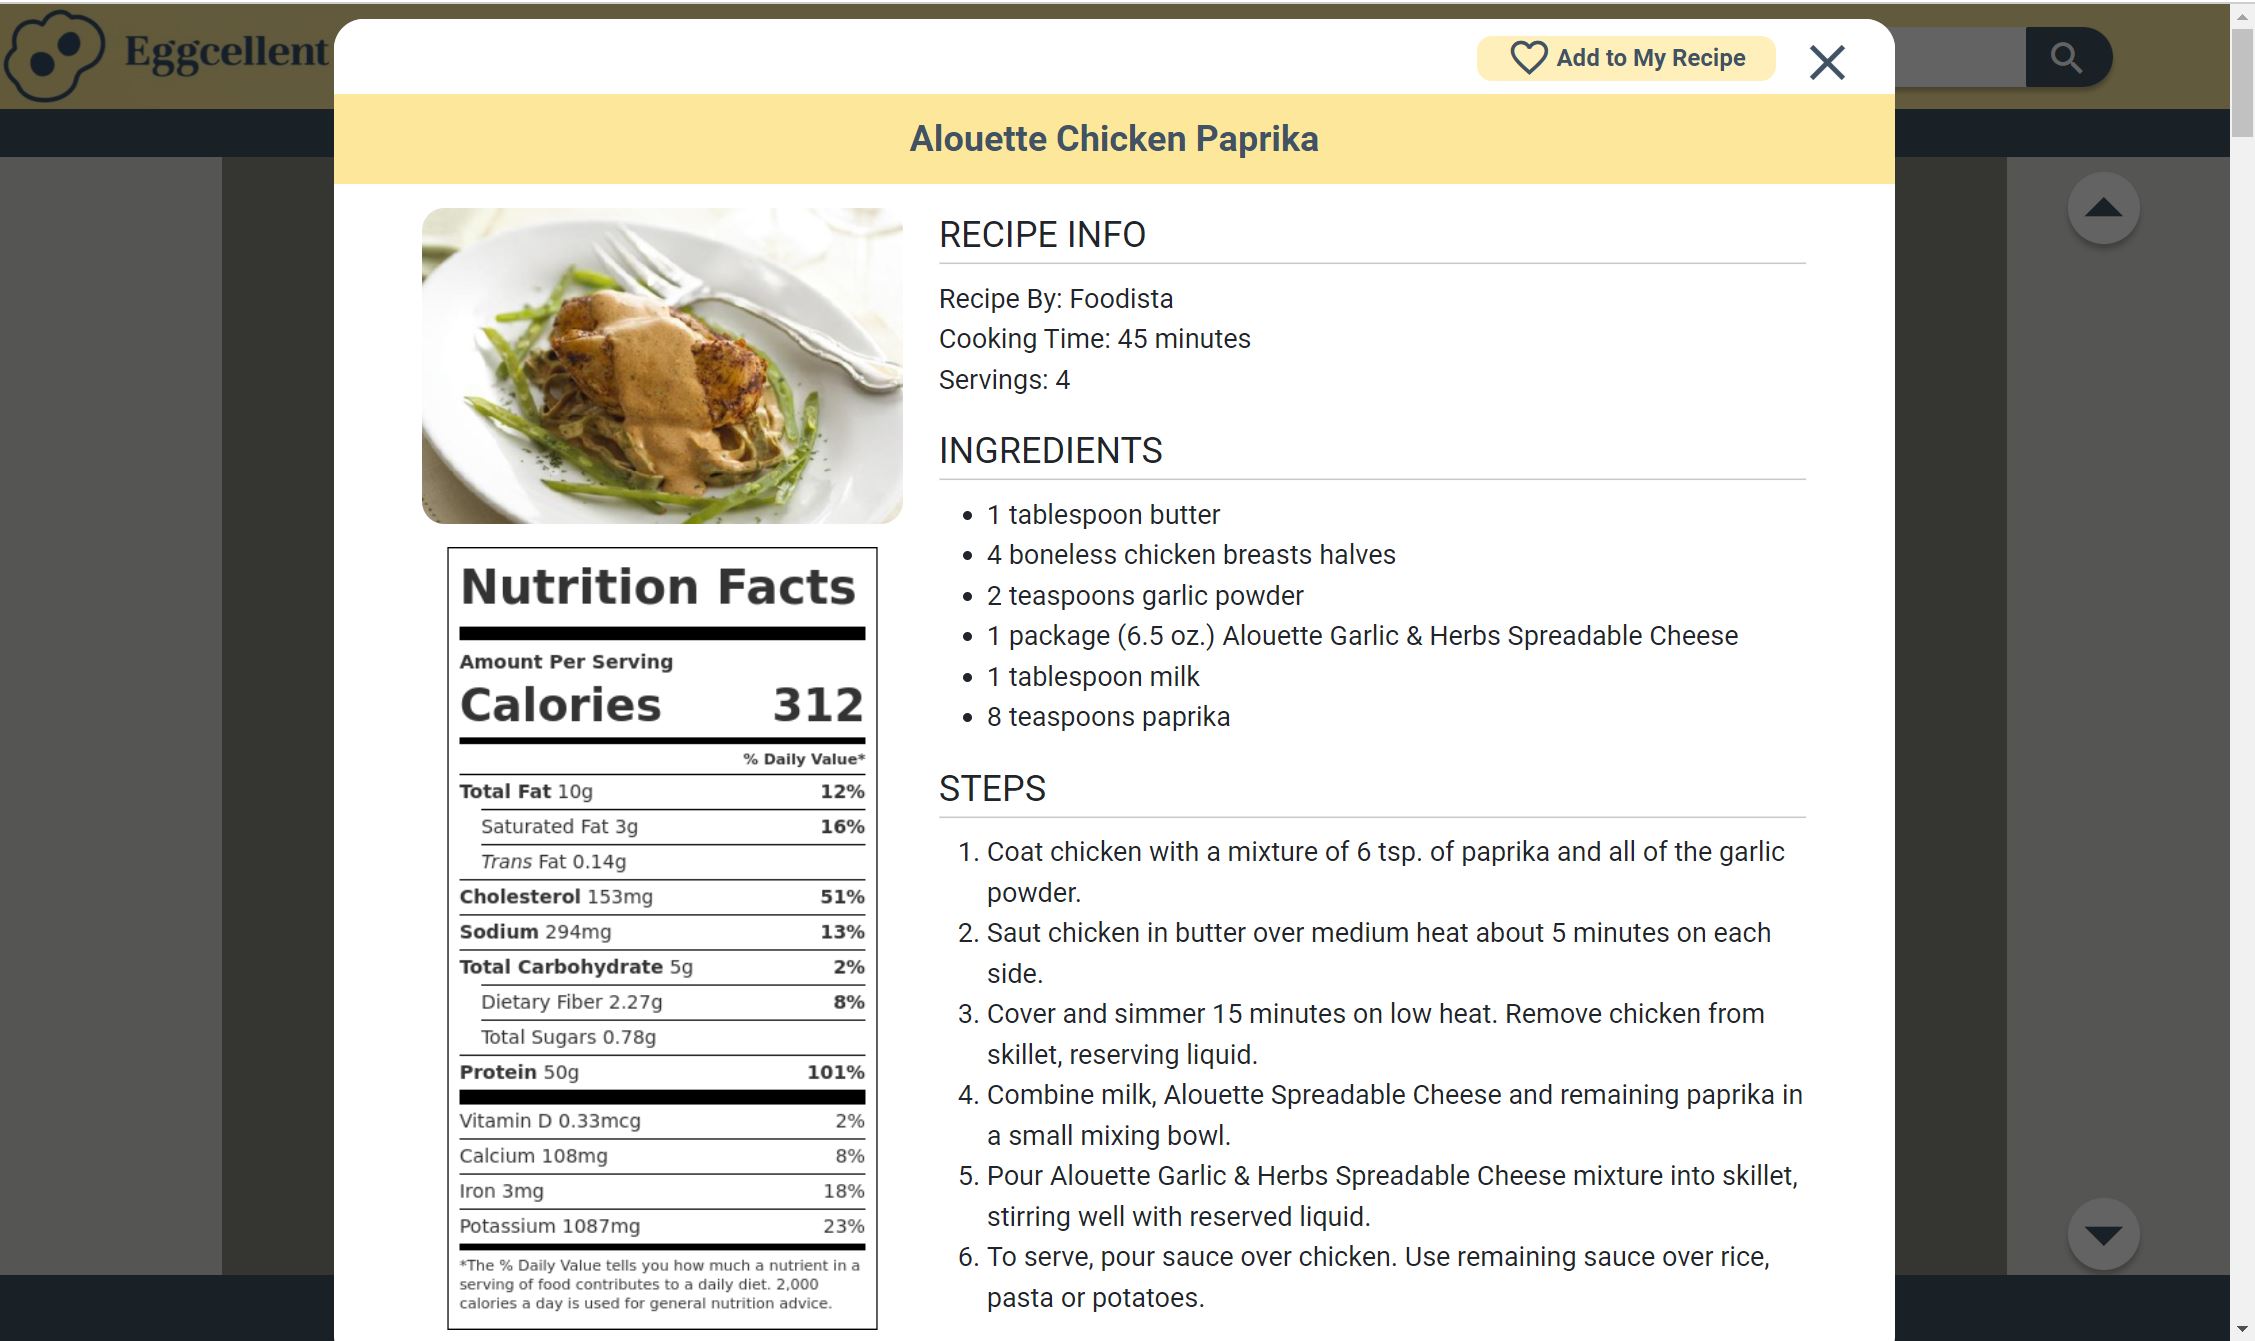 Eggcellent
Add to My Recipe
Alouette Chicken Paprika
RECIPE INFO
Recipe By: Foodista
Cooking Time: 45 minutes
Servings: 4
INGREDIENTS
1 tablespoon butter
4 boneless chicken breasts halves
2 teaspoons garlic powder
1 package (6.5 oz.) Alouette Garlic & Herbs Spreadable Cheese
1 tablespoon milk
8 teaspoons paprika
STEPS
1. Coat chicken with a mixture of 6 tsp. of paprika and all of the garlic
powder.
2. Saut chicken in butter over medium heat about 5 minutes on each
side.
3. Cover and simmer 15 minutes on low heat. Remove chicken from
skillet, reserving liquid.
4. Combine milk, Alouette Spreadable Cheese and remaining paprika in
a small mixing bowl.
5. Pour Alouette Garlic & Herbs Spreadable Cheese mixture into skillet,
stirring well with reserved liquid.
6. To serve, pour sauce over chicken. Use remaining sauce over rice,
pasta or potatoes.
Nutrition Facts
Amount Per Serving
Calories 312
% Daily Value*
Total Fat 10g 12%
Saturated Fat 3g 16%
Trans Fat 0.14g
Cholesterol 153mg 51%
Sodium 294mg 13%
Total Carbohydrate 5g 2%
Dietary Fiber 2.27g 8%
Total Sugars 0.78g
Protein 50g 101%
Vitamin D 0.33mcg 2%
Calcium 108mg 8%
Iron 3mg 18%
Potassium 1087mg 23%
*The % Daily Value tells you how much a nutrient in a
serving of food contributes to a daily diet. 2,000
calories a day is used for general nutrition advice.